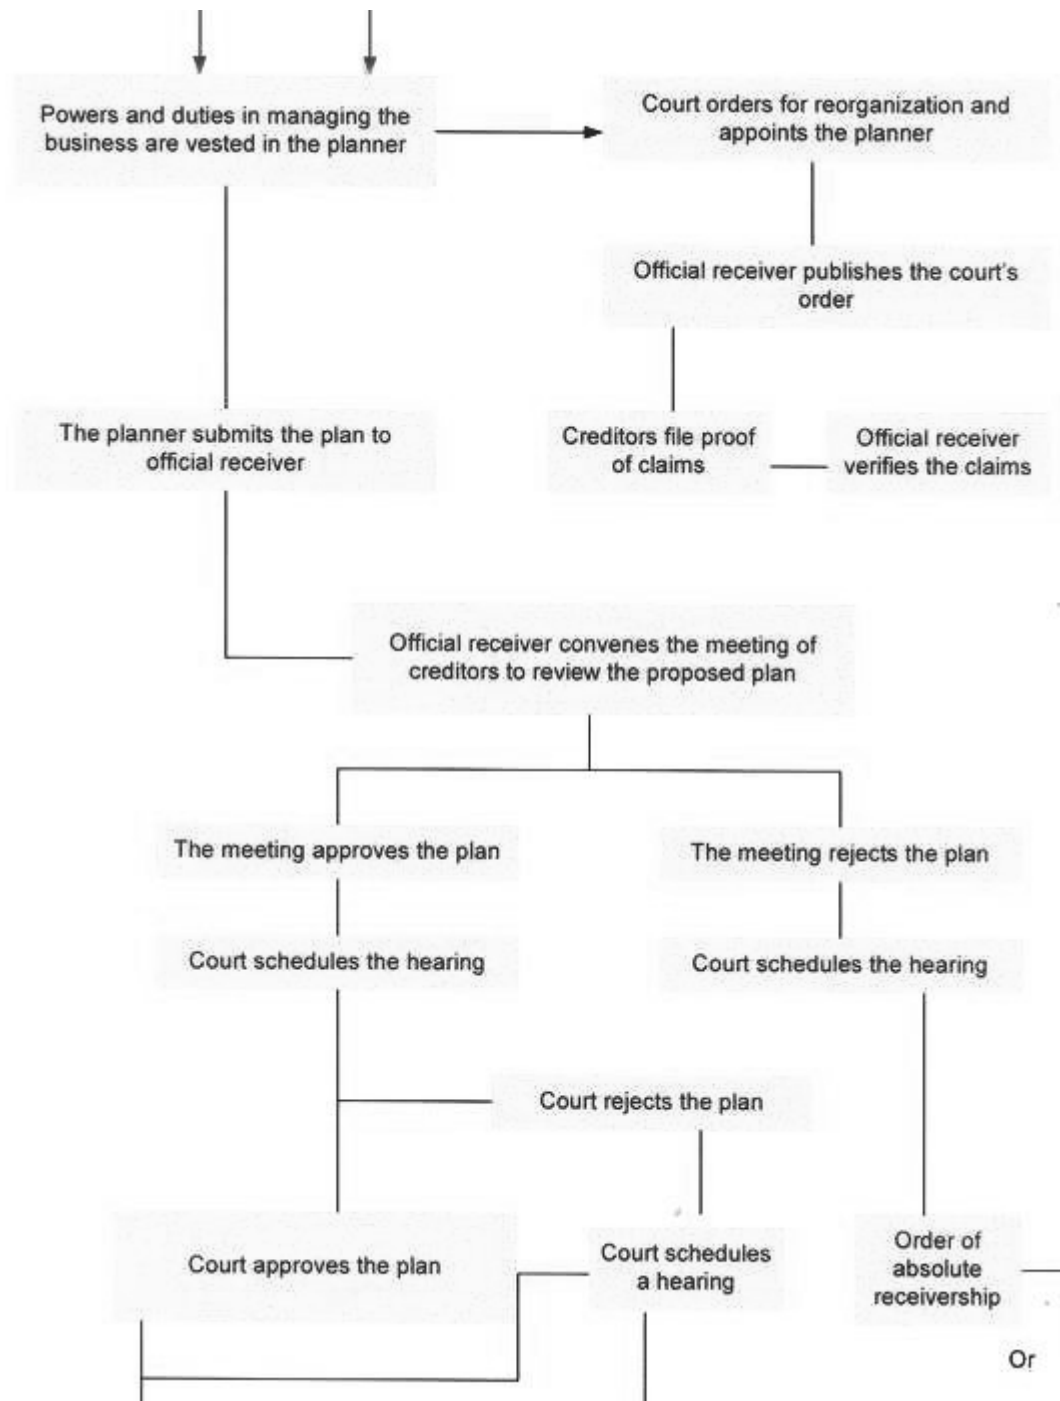 Powers and duties in managing the
business are vested in the planner
Court orders for reorganization and
appoints the planner
Official receiver publishes the court's
order
The planner submits the plan to
official receiver
Creditors file proof
of claims
Official receiver
verifies the claims
Official receiver convenes the meeting of
creditors to review the proposed plan
The meeting approves the plan
The meeting rejects the plan
Court schedules the hearing
Court schedules the hearing
Court rejects the plan
Court approves the plan
Court schedules
a hearing
Order of
absolute
receivership
Or